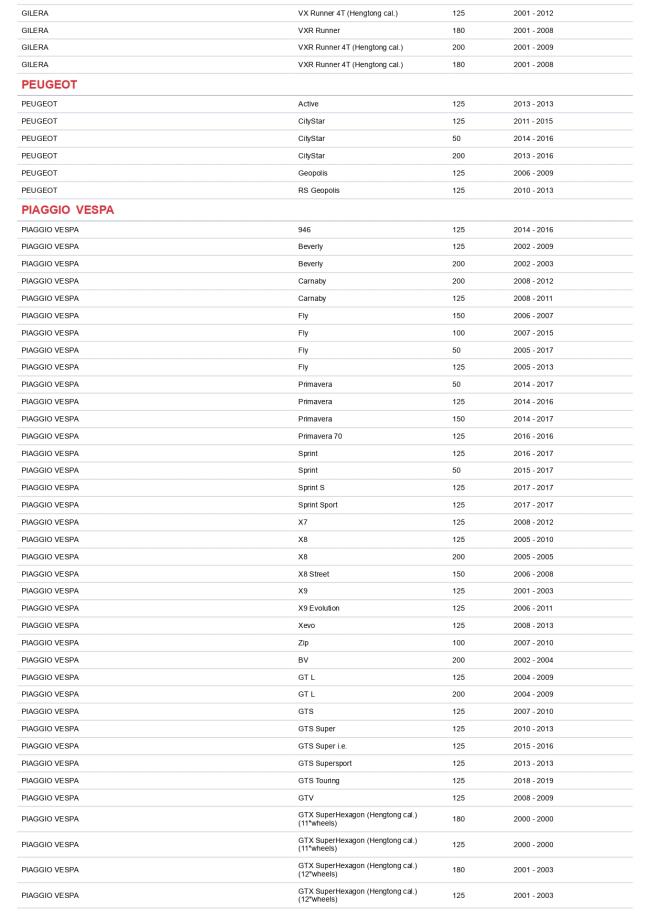 GILERA VX Runner 4T (Hengtong cal.) 125 2001 - 2012
GILERA VXR Runner 180 2001 - 2008
GILERA VXR Runner 4T (Hengtong cal.) 200 2001 - 2009
GILERA VXR Runner 4T (Hengtong cal.) 180 2001 - 2008
PEUGEOT
PEUGEOT Active 125 2013 - 2013
PEUGEOT CityStar 125 2011 - 2015
PEUGEOT CityStar 50 2014 - 2016
PEUGEOT CityStar 200 2013 - 2016
PEUGEOT Geopolis 125 2006 - 2009
PEUGEOT RS Geopolis 125 2010 - 2013
PIAGGIO VESPA
PIAGGIO VESPA 946 125 2014 - 2016
PIAGGIO VESPA Beverly 125 2002 - 2009
PIAGGIO VESPA Beverly 200 2002 - 2003
PIAGGIO VESPA Carnaby 200 2008 - 2012
PIAGGIO VESPA Carnaby 125 2008 - 2011
PIAGGIO VESPA Fly 150 2006 - 2007
PIAGGIO VESPA Fly 100 2007 - 2015
PIAGGIO VESPA Fly 50 2005 - 2017
PIAGGIO VESPA Fly 125 2005 - 2013
PIAGGIO VESPA Primavera 50 2014 - 2017
PIAGGIO VESPA Primavera 125 2014 - 2016
PIAGGIO VESPA Primavera 150 2014 - 2017
PIAGGIO VESPA Primavera 70 125 2016 - 2016
PIAGGIO VESPA Sprint 125 2016 - 2017
PIAGGIO VESPA Sprint 50 2015 - 2017
PIAGGIO VESPA Sprint S 125 2017 - 2017
PIAGGIO VESPA Sprint Sport 125 2017 - 2017
PIAGGIO VESPA X7 125 2008 - 2012
PIAGGIO VESPA X8 125 2005 - 2010
PIAGGIO VESPA X8 200 2005 - 2005
PIAGGIO VESPA X8 Street 150 2006 - 2008
PIAGGIO VESPA X9 125 2001 - 2003
PIAGGIO VESPA X9 Evolution 125 2006 - 2011
PIAGGIO VESPA Xevo 125 2008 - 2013
PIAGGIO VESPA Zip 100 2007 - 2010
PIAGGIO VESPA BV 200 2002 - 2004
PIAGGIO VESPA GT L 125 2004 - 2009
PIAGGIO VESPA GT L 200 2004 - 2009
PIAGGIO VESPA GTS 125 2007 - 2010
PIAGGIO VESPA GTS Super 125 2010 - 2013
PIAGGIO VESPA GTS Super i.e. 125 2015 - 2016
PIAGGIO VESPA GTS Supersport 125 2013 - 2013
PIAGGIO VESPA GTS Touring 125 2018 - 2019
PIAGGIO VESPA GTV 125 2008 - 2009
PIAGGIO VESPA GTX SuperHexagon (Hengtong cal.) 180 2000 - 2000
(11"wheels)
PIAGGIO VESPA GTX SuperHexagon (Hengtong cal.) 125 2000 - 2000
(11"wheels)
PIAGGIO VESPA GTX SuperHexagon (Hengtong cal.) 180 2001 - 2003
(12"wheels)
PIAGGIO VESPA GTX SuperHexagon (Hengtong cal.) 125 2001 - 2003
(12"wheels)